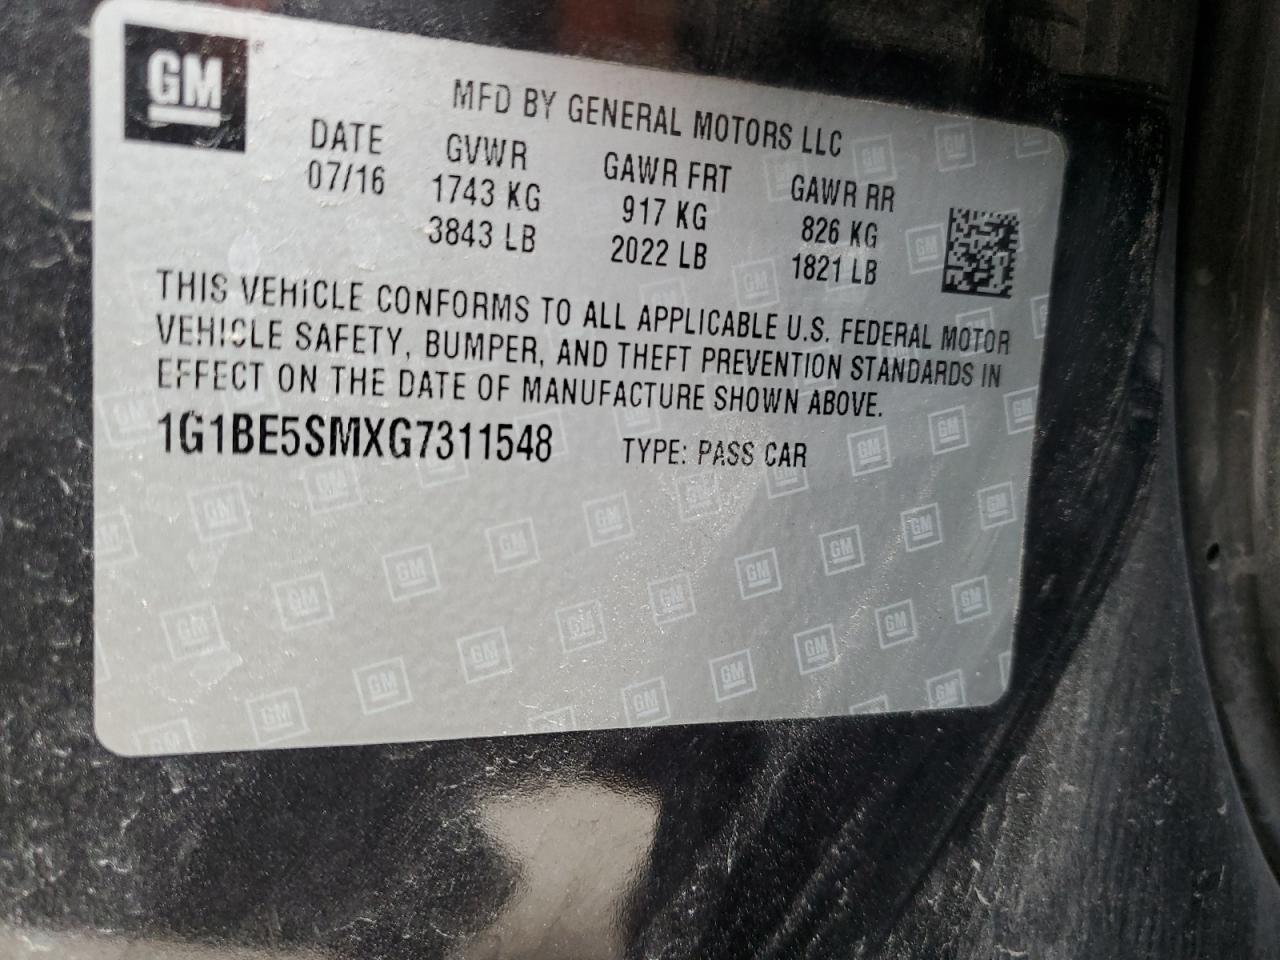 GM
MFD BY GENERAL MOTORS LLC
DATE GVWR GAWR FRT GAWR RR
07/16 1743 KG 917 KG 826 KG
3843 LB 2022 LB 1821 LB
THIS VEHICLE CONFORMS TO ALL APPLICABLE U.S. FEDERAL MOTOR
VEHICLE SAFETY, BUMPER, AND THEFT PREVENTION STANDARDS IN
EFFECT ON THE DATE OF MANUFACTURE SHOWN ABOVE.
1G1BE5SMXG7311548 TYPE: PASS CAR